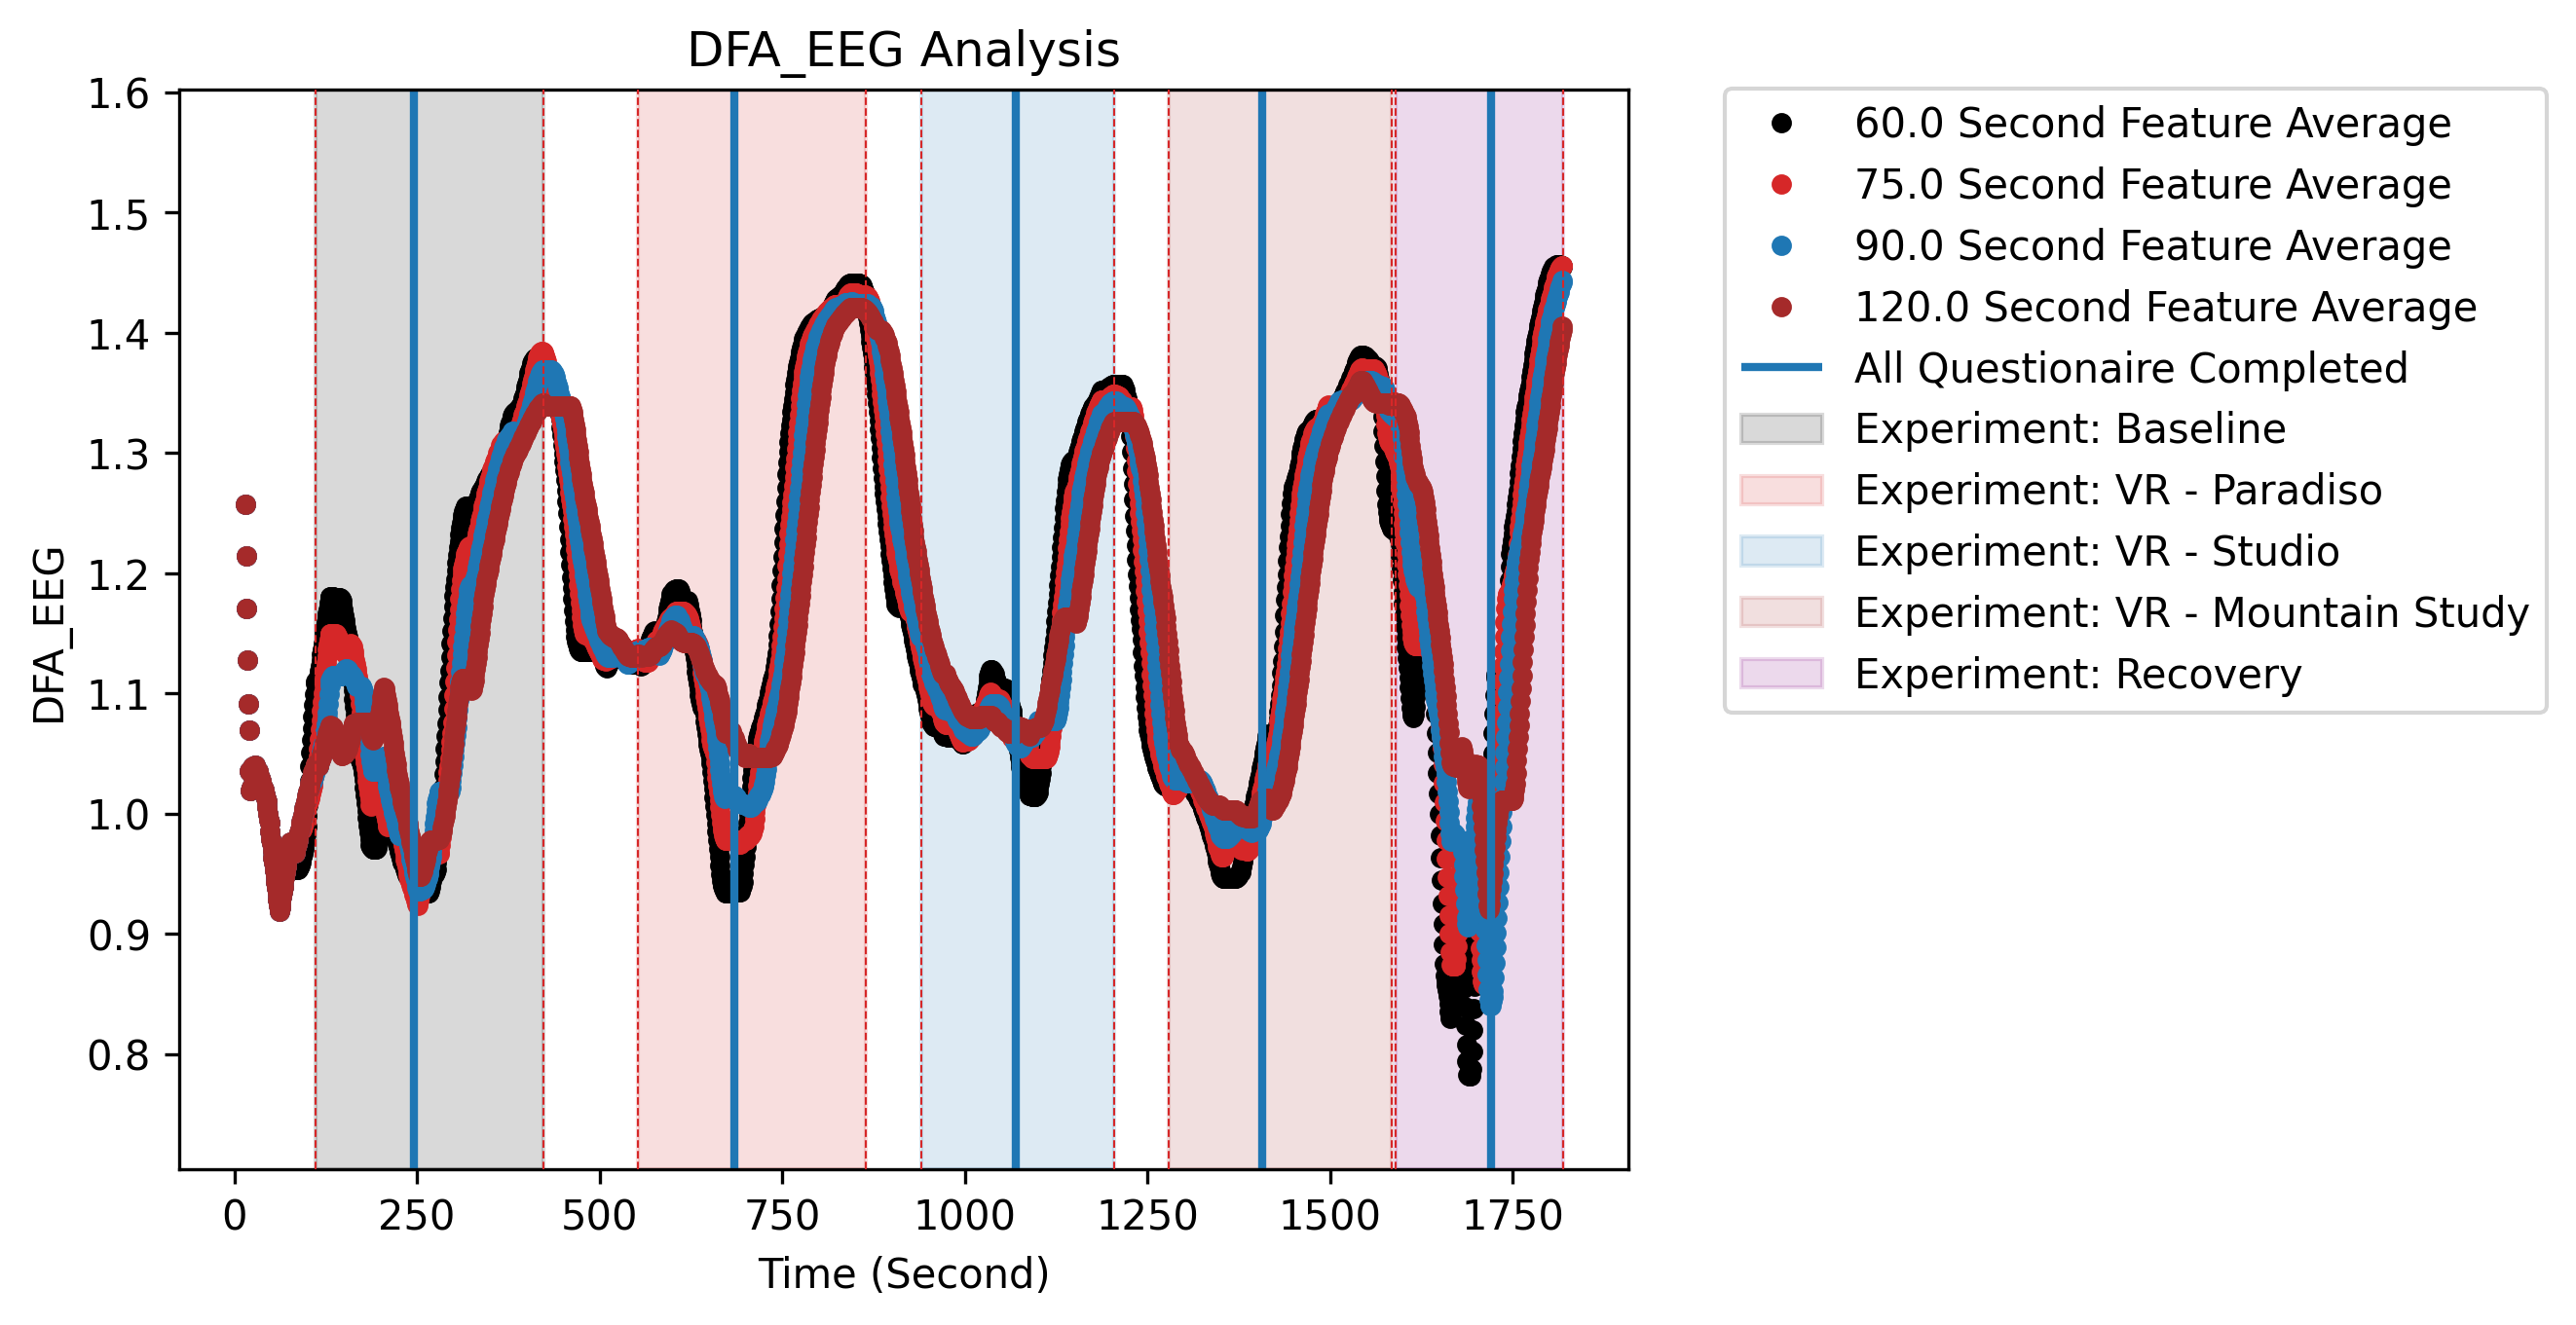 DFA_EEG Analysis
1.6
1.5
1.4
1.3
1.2
1.1
1.0
0.9
0.8
DFA_EEG
0 250 500 750 1000 1250 1500 1750
Time (Second)
60.0 Second Feature Average
75.0 Second Feature Average
90.0 Second Feature Average
120.0 Second Feature Average
All Questionaire Completed
Experiment: Baseline
Experiment: VR - Paradiso
Experiment: VR - Studio
Experiment: VR - Mountain Study
Experiment: Recovery